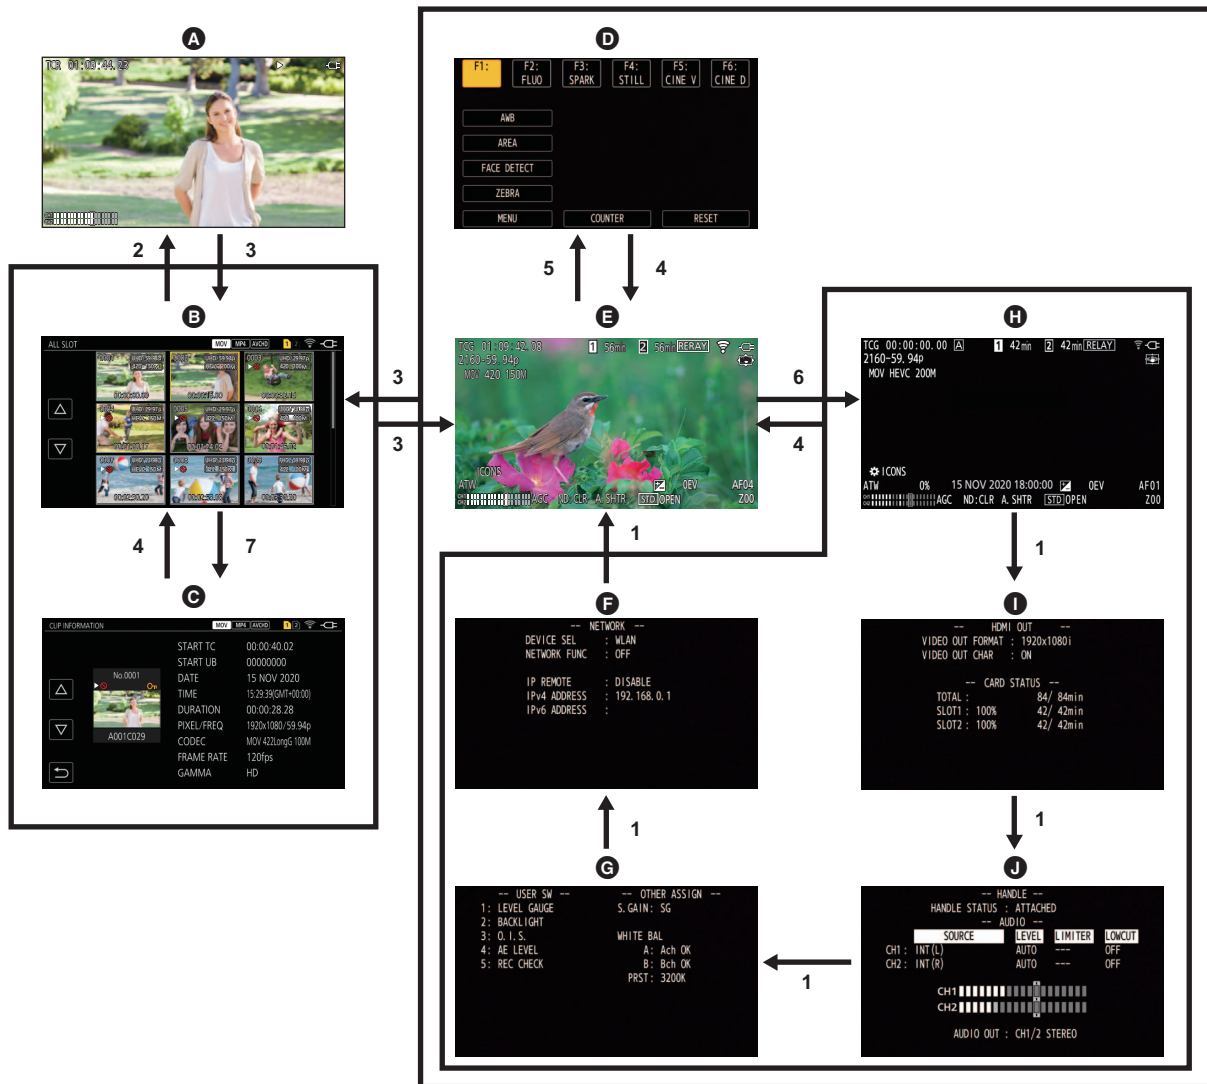 A
TCR 01:09:44.23
2
3
B
ALL SLOT
MOV MP4 AVCHD 1 2
3
3
4
7
C
CLIP INFORMATION
MOV MP4 AVCHD 1 2
No.0001
A001C029
START TC 00:00:40.02
START UB 00000000
DATE 15 NOV 2020
TIME 15:29:39(GMT+00:00)
DURATION 00:00:28.28
PIXEL/FREQ 1920x1080/59.94p
CODEC MOV 422LongG 100M
FRAME RATE 120fps
GAMMA HD
D
F1:
F2: FLUO
F3: SPARK
F4: STILL
F5: CINE V
F6: CINE D
AWB
AREA
FACE DETECT
ZEBRA
MENU
COUNTER
RESET
5
4
E
TCG 01:09:42.08 1 56min 2 56min RERAY
2160-59.94p
MOV 420 150M
ICONS
ATW 0EV AF04
CH1 CH2 AGC ND:CLR A.SHTR STD OPEN Z00
6
4
1
H
TCG 00:00:00.00 A 1 42min 2 42min RELAY
2160-59.94p
MOV HEVC 200M
ICONS
ATW 0% 15 NOV 2020 18:00:00 0EV AF01
CH1 CH2 AGC ND:CLR A.SHTR STD OPEN Z00
1
F
-- NETWORK --
DEVICE SEL : WLAN
NETWORK FUNC : OFF
IP REMOTE : DISABLE
IPv4 ADDRESS : 192.168.0.1
IPv6 ADDRESS :
1
I
-- HDMI OUT --
VIDEO OUT FORMAT : 1920x1080i
VIDEO OUT CHAR : ON
-- CARD STATUS --
TOTAL : 84/ 84min
SLOT1 : 100% 42/ 42min
SLOT2 : 100% 42/ 42min
1
G
-- USER SW --
1: LEVEL GAUGE
2: BACKLIGHT
3: O.I.S.
4: AE LEVEL
5: REC CHECK
-- OTHER ASSIGN --
S.GAIN: SG
WHITE BAL
A: Ach OK
B: Bch OK
PRST: 3200K
1
J
-- HANDLE --
HANDLE STATUS : ATTACHED
-- AUDIO --
SOURCE LEVEL LIMITER LOWCUT
CH1 : INT(L) AUTO --- OFF
CH2 : INT(R) AUTO --- OFF
CH1
CH2
AUDIO OUT : CH1/2 STEREO